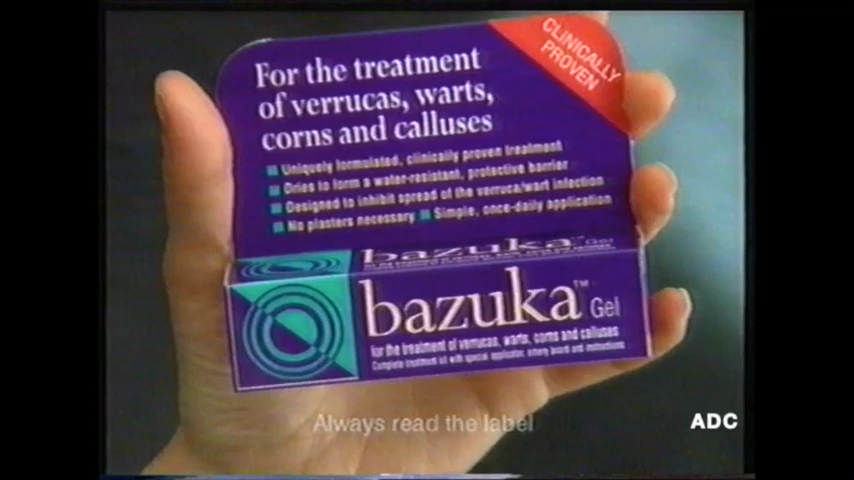 CLINICALLY
PROVEN
For the treatment
of verrucas, warts,
corns and calluses
Uniquely formulated, clinically proven treatment
Dries to form a water-resistant, protective barrier
Designed to inhibit spread of the verruca/wart infection
No plasters necessary ■ Simple, once-daily application
bazuka Gel
bazuka™ Gel
for the treatment of verrucas, warts, corns and calluses
Complete treatment kit with special applicator, emery board and instructions
Always read the label
ADC